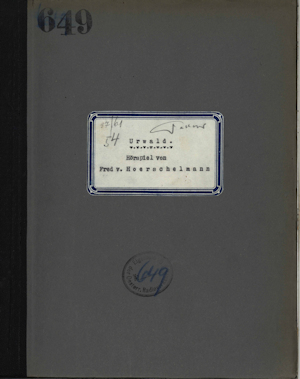 649
54
Urwald.
Hörspiel von
Fred v. Hoerschelmann
649